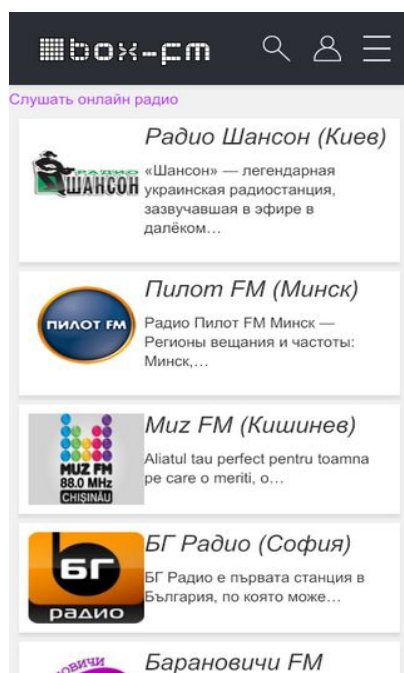 box-fm
Слушать онлайн радио
РАДИО
ШАНСОН
Радио Шансон (Киев)
«Шансон» — легендарная
украинская радиостанция,
зазвучавшая в эфире в
далёком…
ПИЛОТ FM
Пилот FM (Минск)
Радио Пилот FM Минск —
Регионы вещания и частоты:
Минск,…
MUZ FM
88.0 MHz
CHIȘINĂU
Muz FM (Кишинев)
Aliatul tau perfect pentru toamna
pe care o meriti, o…
БГ
радио
БГ Радио (София)
БГ Радио е първата станция в
България, по която може…
Барановичи FM